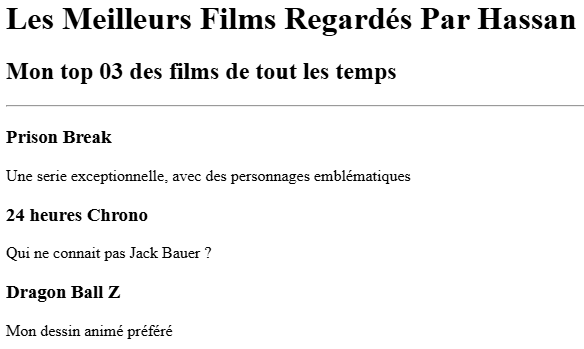 Les Meilleurs Films Regardés Par Hassan
Mon top 03 des films de tout les temps
Prison Break
Une serie exceptionnelle, avec des personnages emblématiques
24 heures Chrono
Qui ne connait pas Jack Bauer ?
Dragon Ball Z
Mon dessin animé préféré